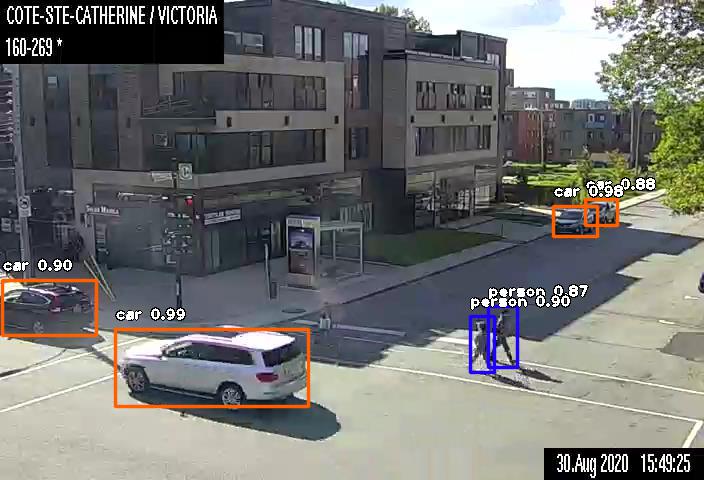 COTE-STE-CATHERINE / VICTORIA
160-269 *
car 0.88
car 0.98
car 0.90
person 0.87
person 0.90
car 0.99
30.Aug 2020 15:49:25